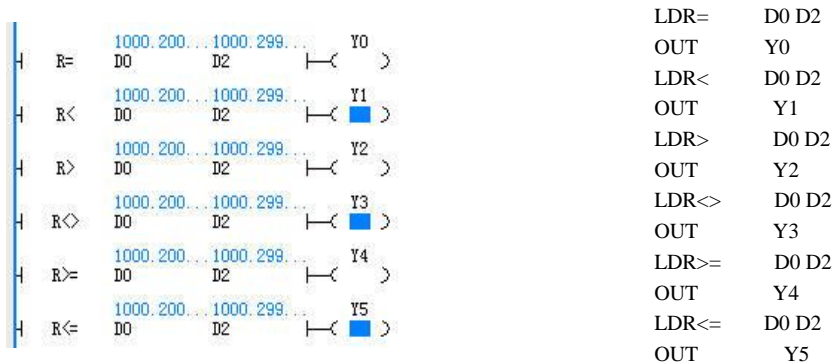 1000.200...1000.299... Y0
R= D0 D2
1000.200...1000.299... Y1
R< D0 D2
1000.200...1000.299... Y2
R> D0 D2
1000.200...1000.299... Y3
R<> D0 D2
1000.200...1000.299... Y4
R>= D0 D2
1000.200...1000.299... Y5
R<= D0 D2
LDR= D0 D2
OUT Y0
LDR< D0 D2
OUT Y1
LDR> D0 D2
OUT Y2
LDR<> D0 D2
OUT Y3
LDR>= D0 D2
OUT Y4
LDR<= D0 D2
OUT Y5